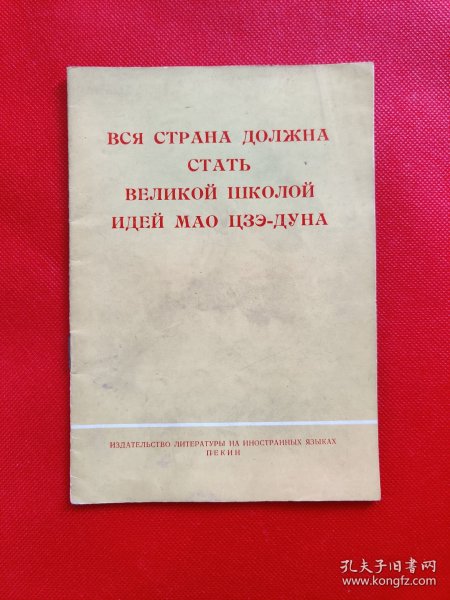 ВСЯ СТРАНА ДОЛЖНА
СТАТЬ
ВЕЛИКОЙ ШКОЛОЙ
ИДЕЙ МАО ЦЗЭ-ДУНА
ИЗДАТЕЛЬСТВО ЛИТЕРАТУРЫ НА ИНОСТРАННЫХ ЯЗЫКАХ
ПЕКИН
孔夫子旧书网
www.kongfz.com